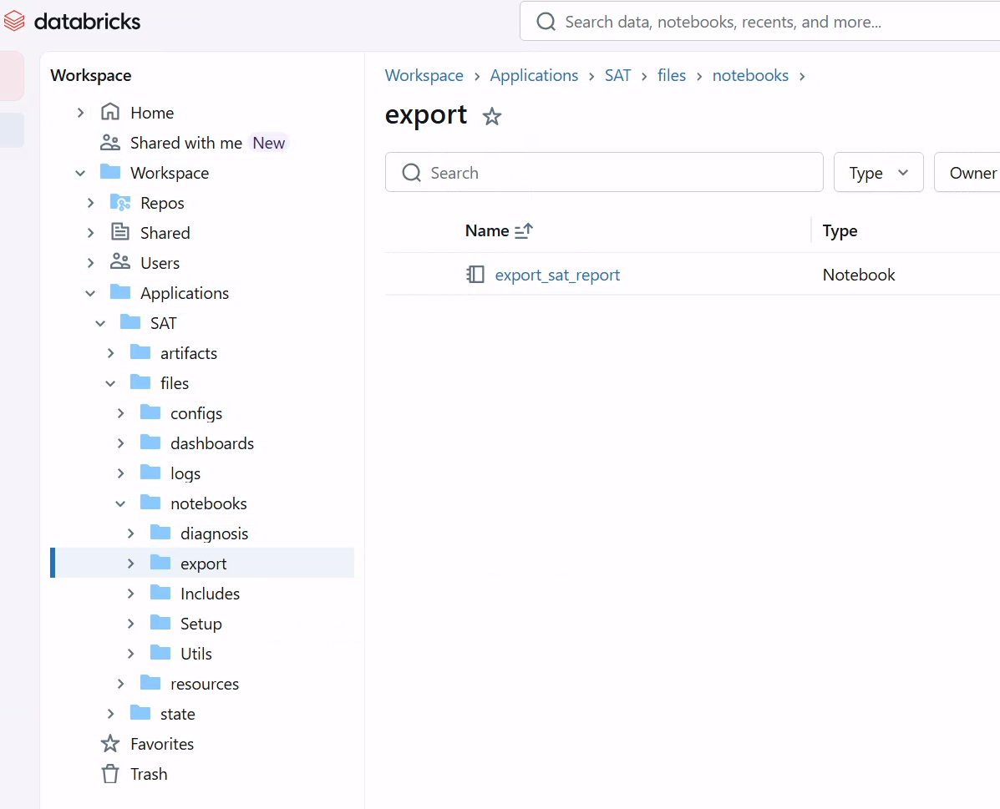 databricks
Search data, notebooks, recents, and more...
Workspace
Home
Shared with me New
Workspace
Repos
Shared
Users
Applications
SAT
artifacts
files
configs
dashboards
logs
notebooks
diagnosis
export
Includes
Setup
Utils
resources
state
Favorites
Trash
Workspace > Applications > SAT > files > notebooks >
export
Search
Type
Owner
Name
Type
export_sat_report
Notebook